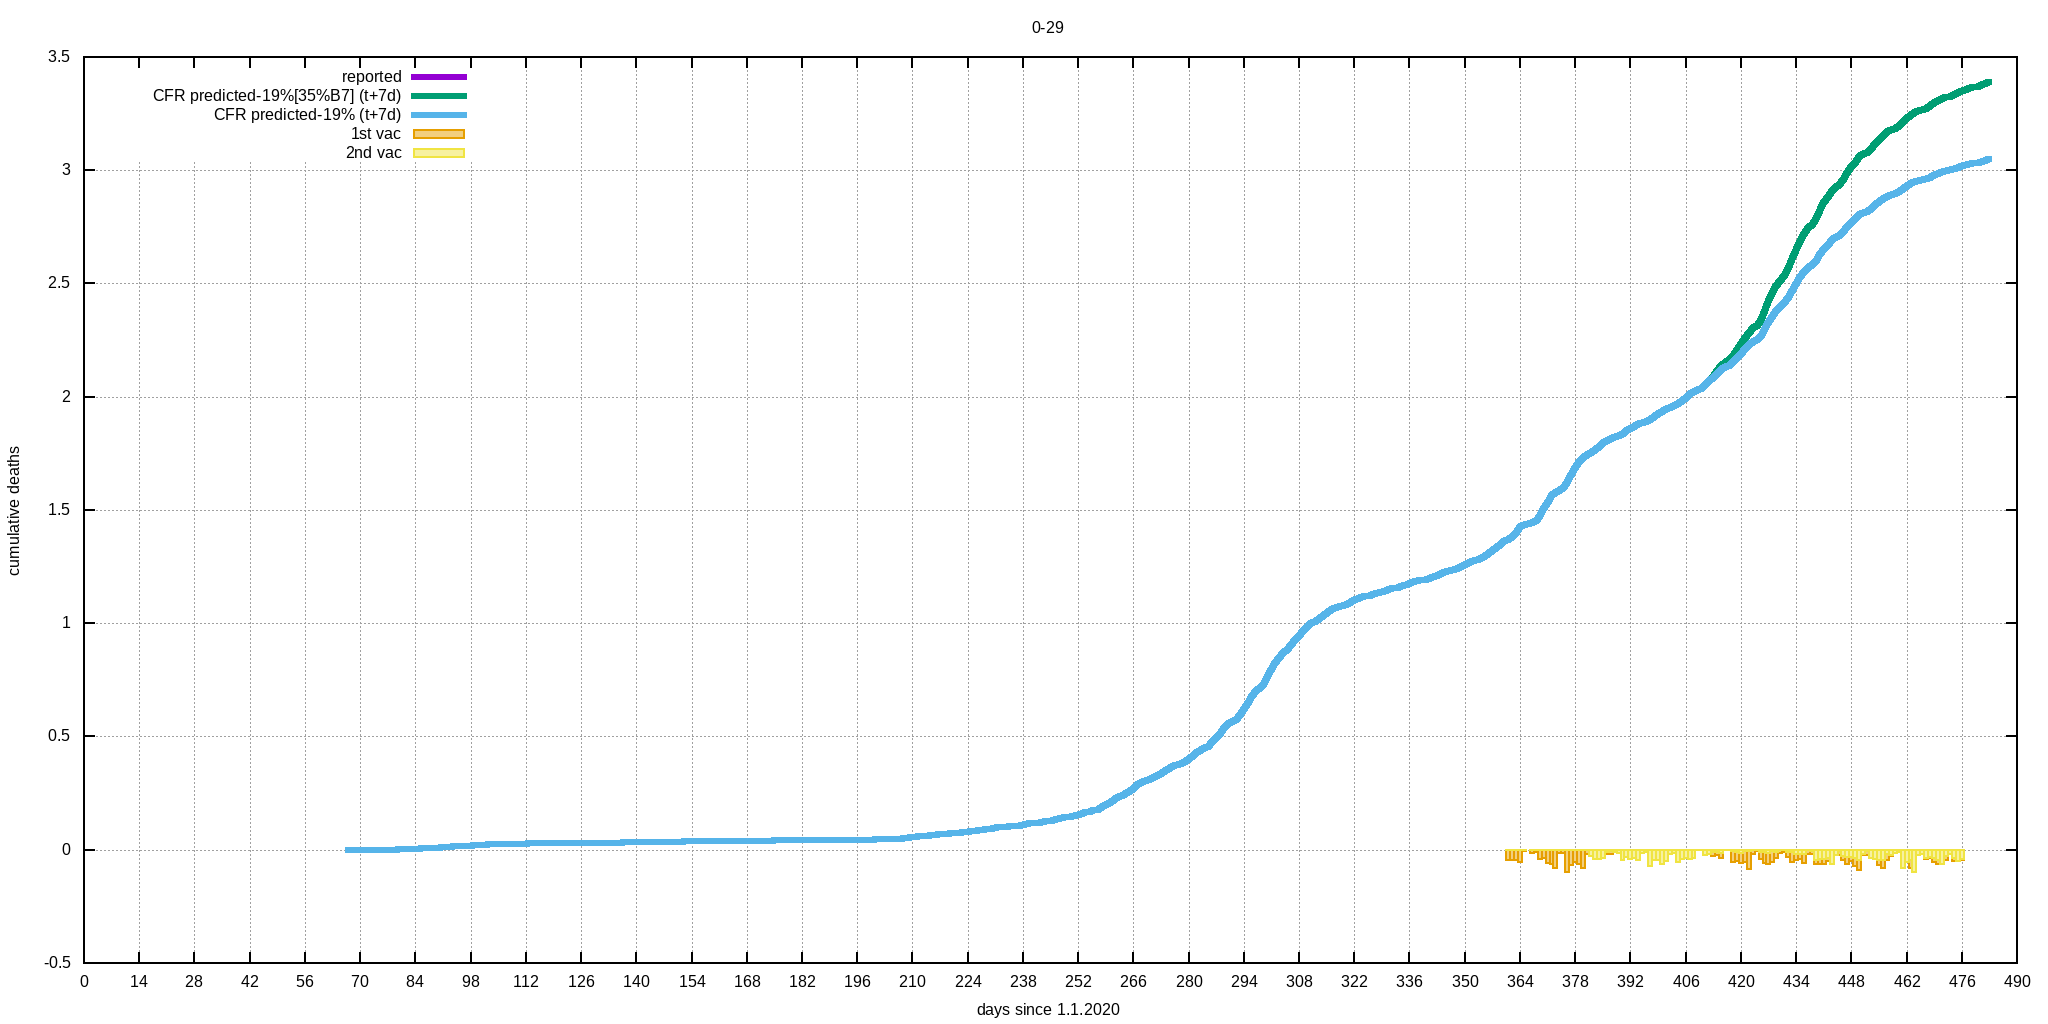 0-29
3.5
3
2.5
2
1.5
1
0.5
0
-0.5
cumulative deaths
reported
CFR predicted-19%[35%B7] (t+7d)
CFR predicted-19% (t+7d)
1st vac
2nd vac
0 14 28 42 56 70 84 98 112 126 140 154 168 182 196 210 224 238 252 266 280 294 308 322 336 350 364 378 392 406 420 434 448 462 476 490
days since 1.1.2020